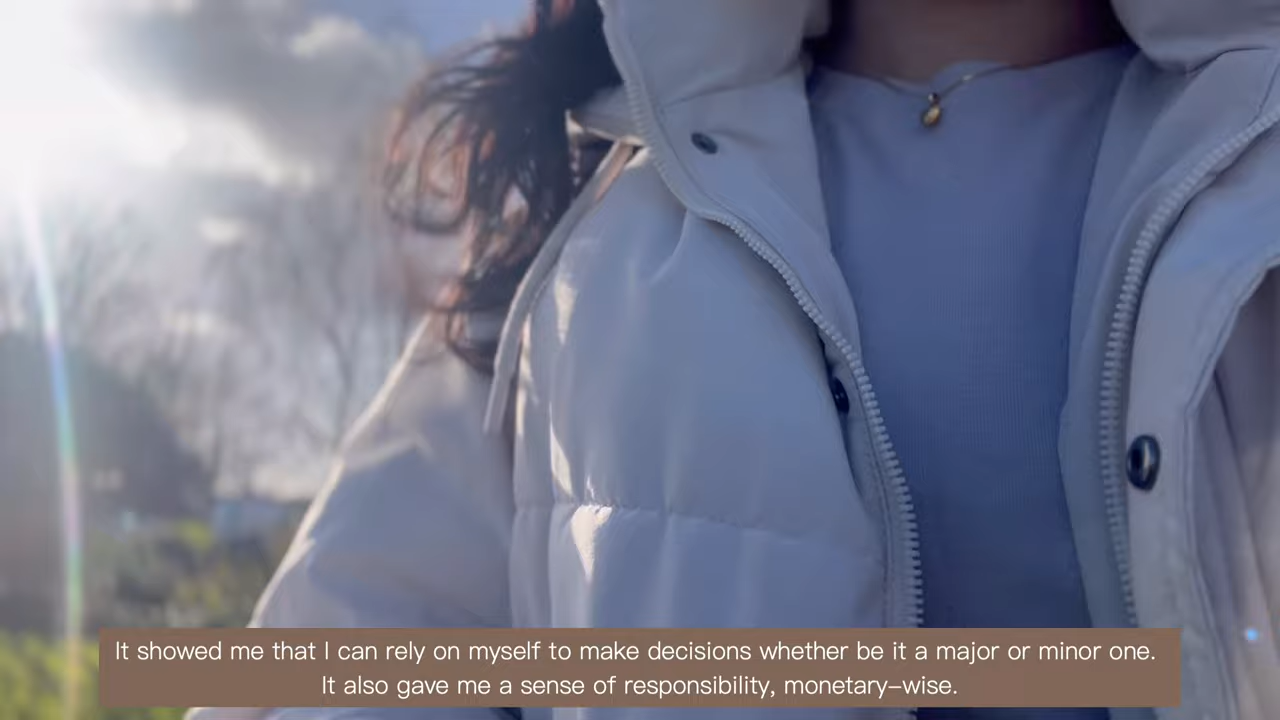 It showed me that I can rely on myself to make decisions whether be it a major or minor one.
It also gave me a sense of responsibility, monetary-wise.